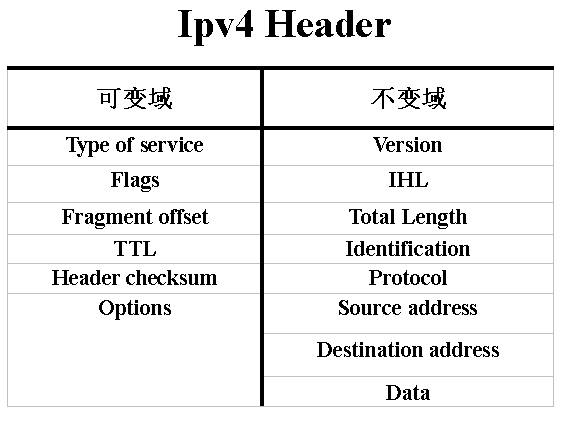 Ipv4 Header
可变域 不变域
Type of service Version
Flags IHL
Fragment offset Total Length
TTL Identification
Header checksum Protocol
Options Source address
Destination address
Data